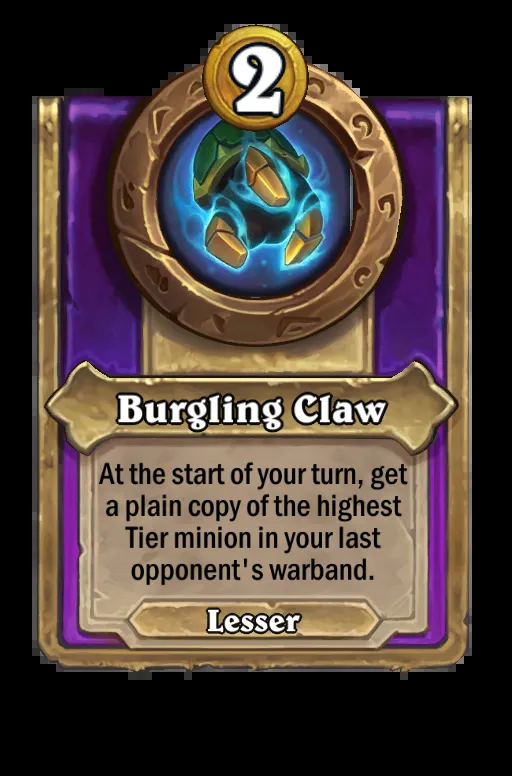 2
Burgling Claw
At the start of your turn, get
a plain copy of the highest
Tier minion in your last
opponent's warband.
Lesser